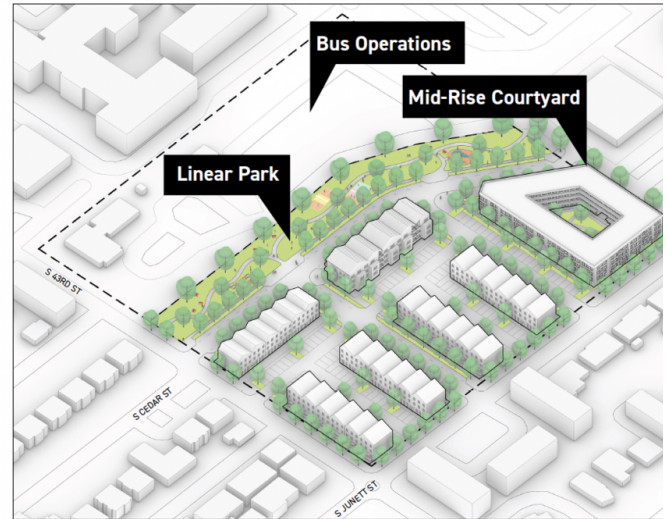 Bus Operations
Mid-Rise Courtyard
Linear Park
S 43RD ST
S CEDAR ST
S JUNETT ST